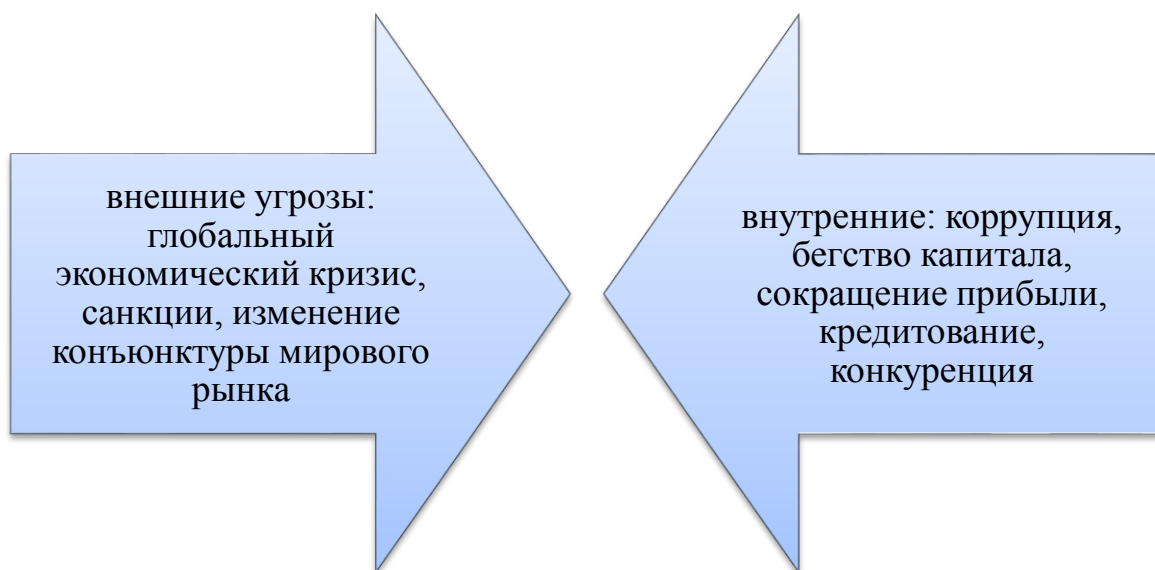 внешние угрозы:
глобальный
экономический кризис,
санкции, изменение
конъюнктуры мирового
рынка
внутренние: коррупция,
бегство капитала,
сокращение прибыли,
кредитование,
конкуренция